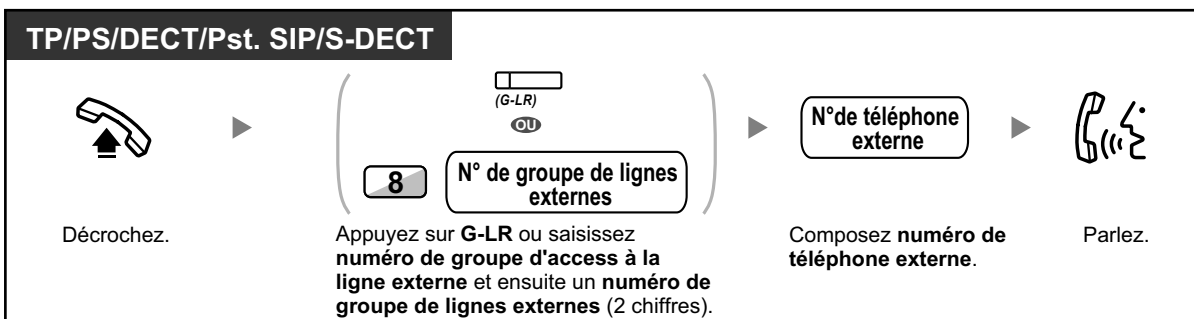 TP/PS/DECT/Pst. SIP/S-DECT
(G-LR)
OU
8
N° de groupe de lignes
externes
N°de téléphone
externe
Décrochez.
Appuyez sur G-LR ou saisissez
numéro de groupe d'access à la
ligne externe et ensuite un numéro de
groupe de lignes externes (2 chiffres).
Composez numéro de
téléphone externe.
Parlez.